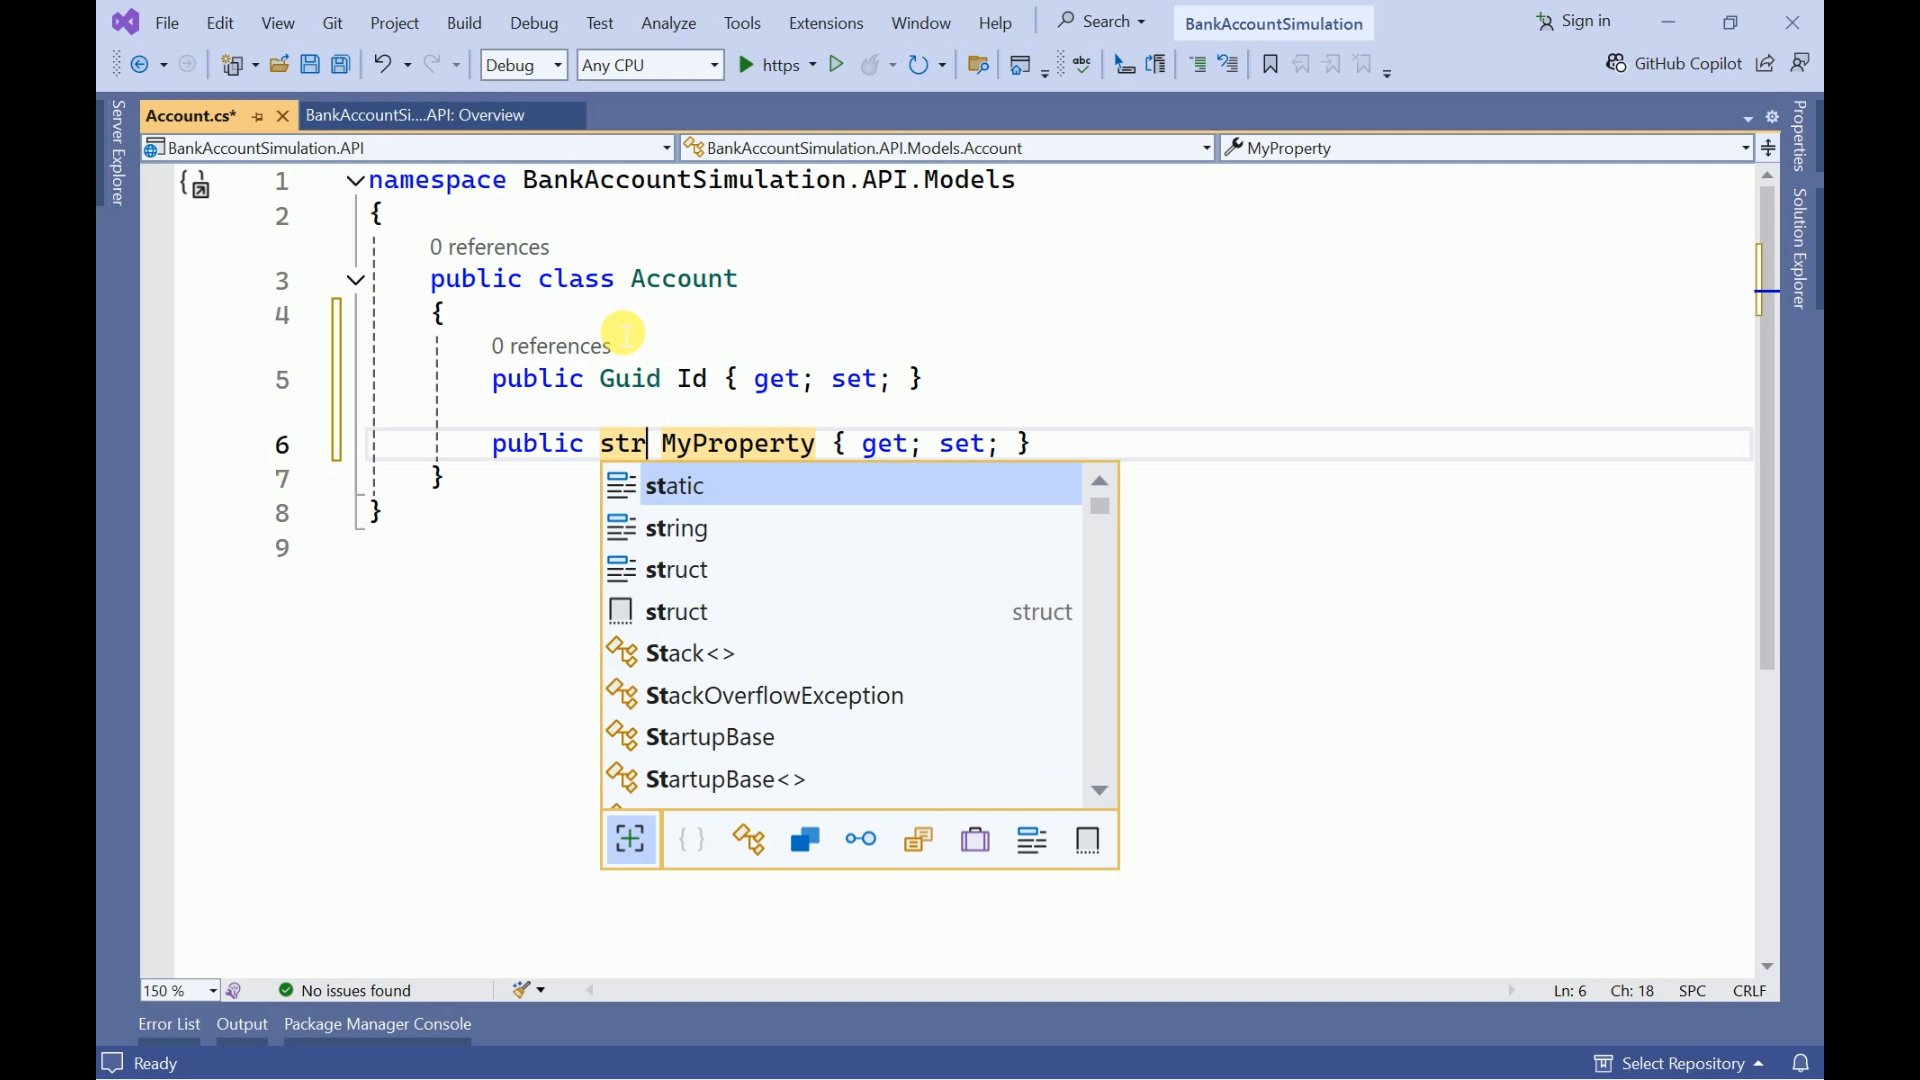 File Edit View Git Project Build Debug Test Analyze Tools Extensions Window Help Search BankAccountSimulation Sign in
Debug Any CPU https abc GitHub Copilot
Server Explorer
Account.cs* BankAccountSi....API: Overview
BankAccountSimulation.API BankAccountSimulation.API.Models.Account MyProperty
Properties
Solution Explorer
1 namespace BankAccountSimulation.API.Models
2 {
0 references
3 public class Account
4 {
0 references
5 public Guid Id { get; set; }
6 public str MyProperty { get; set; }
7 }
8 }
9
static
string
struct
struct struct
Stack<>
StackOverflowException
StartupBase
StartupBase<>
150 % No issues found Ln: 6 Ch: 18 SPC CRLF
Error List Output Package Manager Console
Ready Select Repository